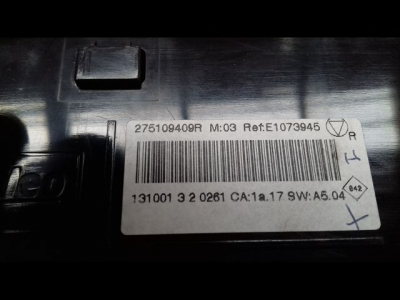 275109409R M:03 Ref:E1073945
R
H
131001 3 2 0261 CA:1a.17 SW:A5.04
842
X